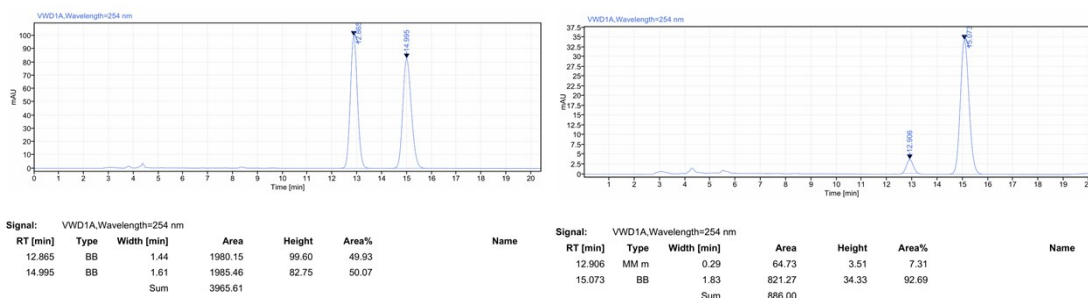 VWD1A,Wavelength=254 nm
mAU
100
90
80
70
60
50
40
30
20
10
0
12.865
14.995
0 1 2 3 4 5 6 7 8 9 10 11 12 13 14 15 16 17 18 19 20
Time [min]
Signal: VWD1A,Wavelength=254 nm
RT [min] Type Width [min] Area Height Area% Name
12.865 BB 1.44 1980.15 99.60 49.93
14.995 BB 1.61 1985.46 82.75 50.07
Sum 3965.61
VWD1A,Wavelength=254 nm
mAU
37.5
35
32.5
30
27.5
25
22.5
20
17.5
15
12.5
10
7.5
5
2.5
0
12.906
15.073
0 1 2 3 4 5 6 7 8 9 10 11 12 13 14 15 16 17 18 19
Time [min]
Signal: VWD1A,Wavelength=254 nm
RT [min] Type Width [min] Area Height Area% Name
12.906 MM m 0.29 64.73 3.51 7.31
15.073 BB 1.83 821.27 34.33 92.69
Sum 886.00